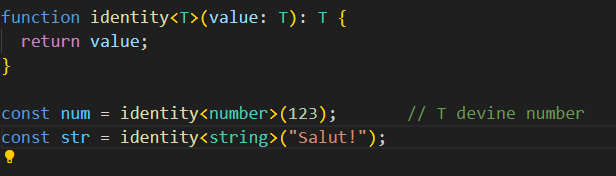 function identity<T>(value: T): T {
  return value;
}
const num = identity<number>(123);       // T devine number
const str = identity<string>("Salut!");